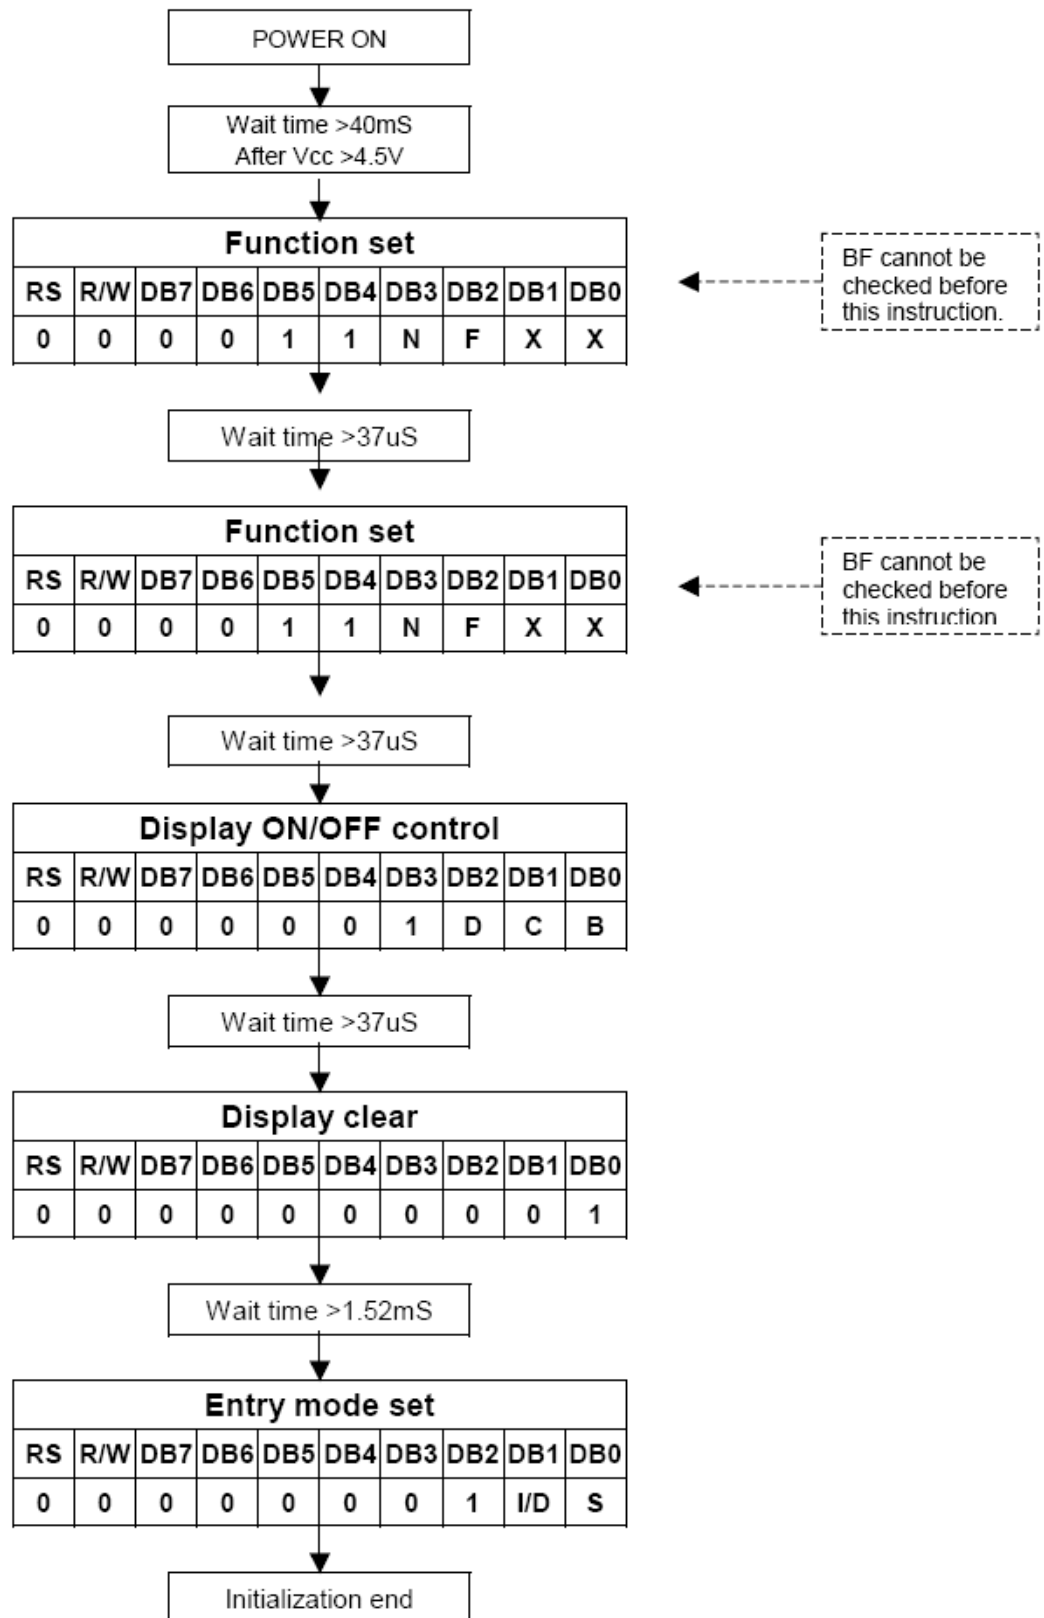 POWER ON
Wait time >40mS
After Vcc >4.5V
Function set
RS R/W DB7 DB6 DB5 DB4 DB3 DB2 DB1 DB0
0 0 0 0 1 1 N F X X
BF cannot be
checked before
this instruction.
Wait time >37uS
Function set
RS R/W DB7 DB6 DB5 DB4 DB3 DB2 DB1 DB0
0 0 0 0 1 1 N F X X
BF cannot be
checked before
this instruction
Wait time >37uS
Display ON/OFF control
RS R/W DB7 DB6 DB5 DB4 DB3 DB2 DB1 DB0
0 0 0 0 0 0 1 D C B
Wait time >37uS
Display clear
RS R/W DB7 DB6 DB5 DB4 DB3 DB2 DB1 DB0
0 0 0 0 0 0 0 0 0 1
Wait time >1.52mS
Entry mode set
RS R/W DB7 DB6 DB5 DB4 DB3 DB2 DB1 DB0
0 0 0 0 0 0 0 1 I/D S
Initialization end